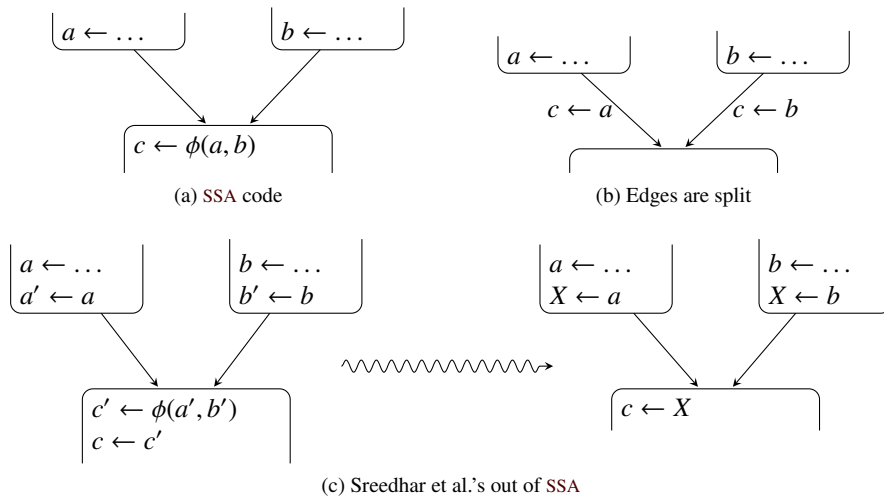 a ← …
b ← …
c ← ϕ(a, b)
(a) SSA code
a ← …
b ← …
c ← a
c ← b
(b) Edges are split
a ← …
a′ ← a
b ← …
b′ ← b
c′ ← ϕ(a′, b′)
c ← c′
a ← …
X ← a
b ← …
X ← b
c ← X
(c) Sreedhar et al.'s out of SSA